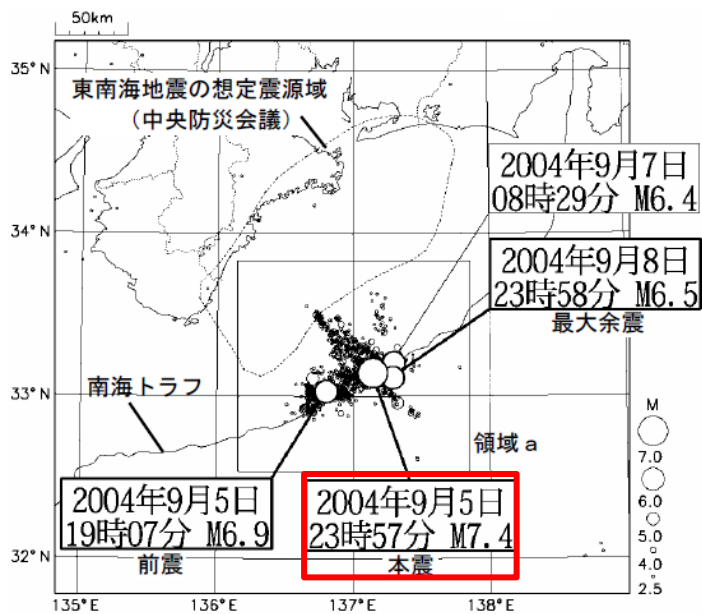 50km
35°N
東南海地震の想定震源域
（中央防災会議）
2004年9月7日
08時29分 M6.4
34°N
2004年9月8日
23時58分 M6.5
最大余震
33°N
南海トラフ
領域a
M
7.0
6.0
5.0
4.0
2.5
2004年9月5日
19時07分 M6.9
前震
2004年9月5日
23時57分 M7.4
本震
32°N
135°E
136°E
137°E
138°E